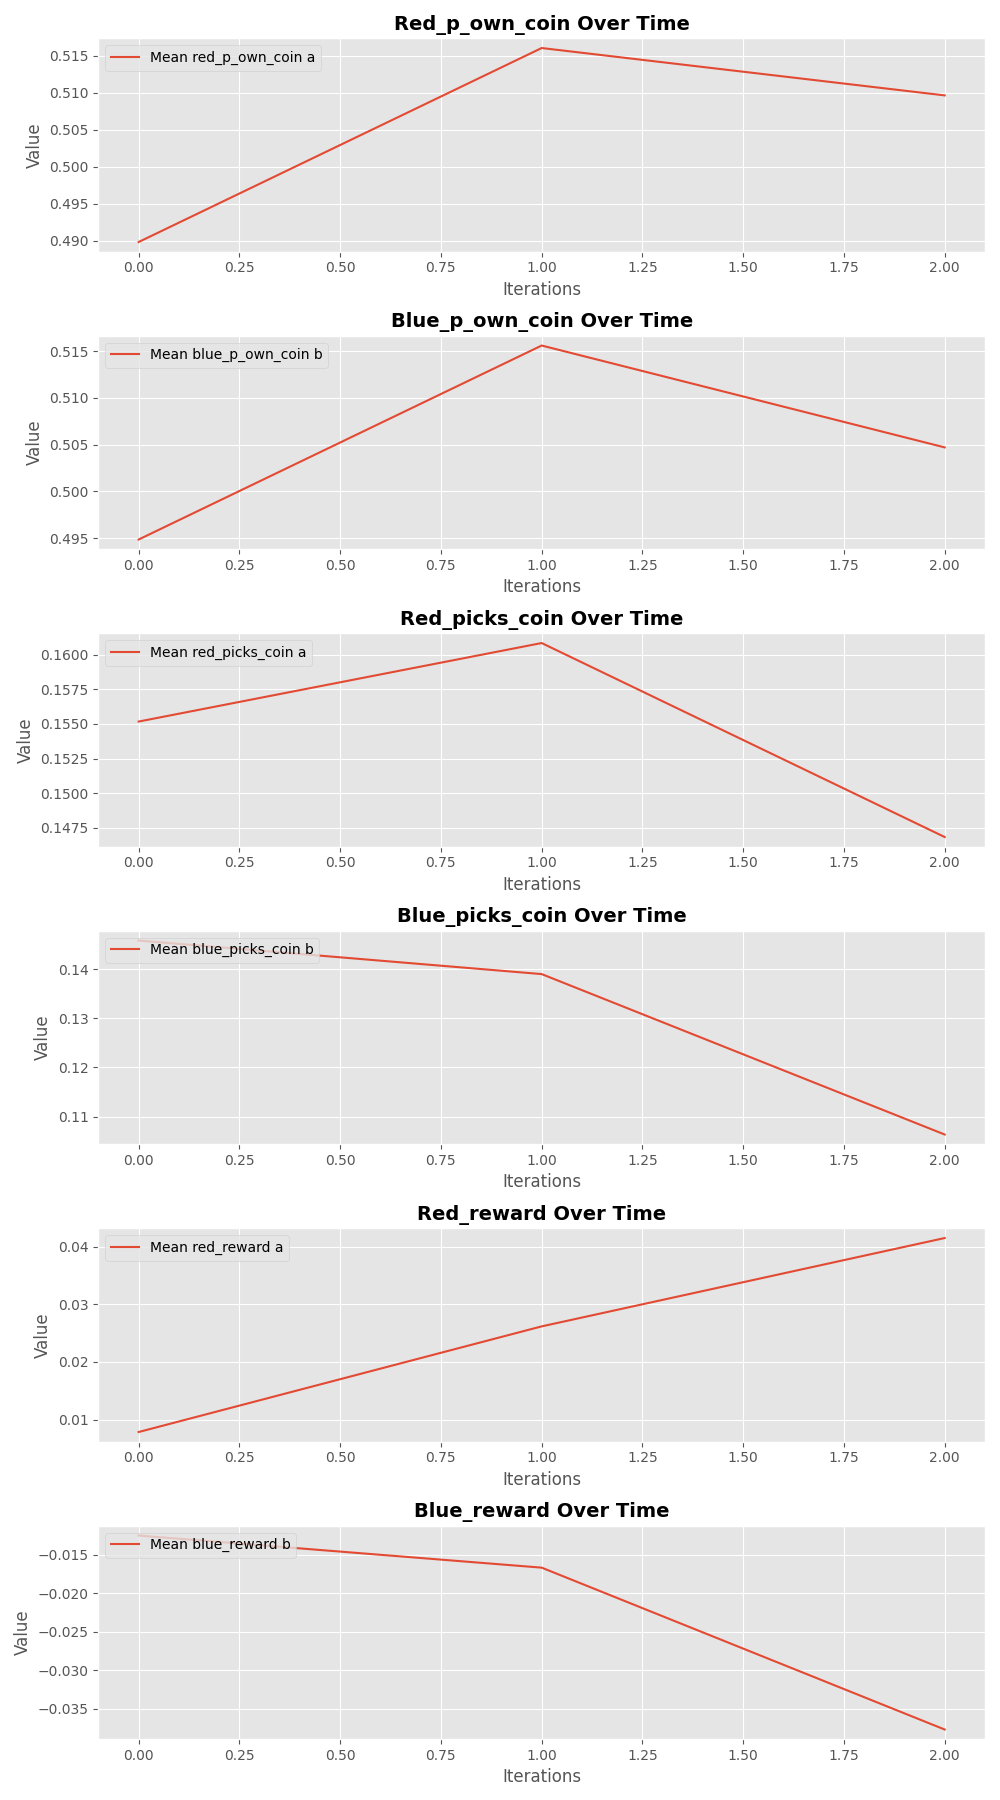 Red_p_own_coin Over Time
Mean red_p_own_coin a
Value
0.515
0.510
0.505
0.500
0.495
0.490
0.00 0.25 0.50 0.75 1.00 1.25 1.50 1.75 2.00
Iterations
Blue_p_own_coin Over Time
Mean blue_p_own_coin b
Value
0.515
0.510
0.505
0.500
0.495
0.00 0.25 0.50 0.75 1.00 1.25 1.50 1.75 2.00
Iterations
Red_picks_coin Over Time
Mean red_picks_coin a
Value
0.1600
0.1575
0.1550
0.1525
0.1500
0.1475
0.00 0.25 0.50 0.75 1.00 1.25 1.50 1.75 2.00
Iterations
Blue_picks_coin Over Time
Mean blue_picks_coin b
Value
0.14
0.13
0.12
0.11
0.00 0.25 0.50 0.75 1.00 1.25 1.50 1.75 2.00
Iterations
Red_reward Over Time
Mean red_reward a
Value
0.04
0.03
0.02
0.01
0.00 0.25 0.50 0.75 1.00 1.25 1.50 1.75 2.00
Iterations
Blue_reward Over Time
Mean blue_reward b
Value
−0.015
−0.020
−0.025
−0.030
−0.035
0.00 0.25 0.50 0.75 1.00 1.25 1.50 1.75 2.00
Iterations